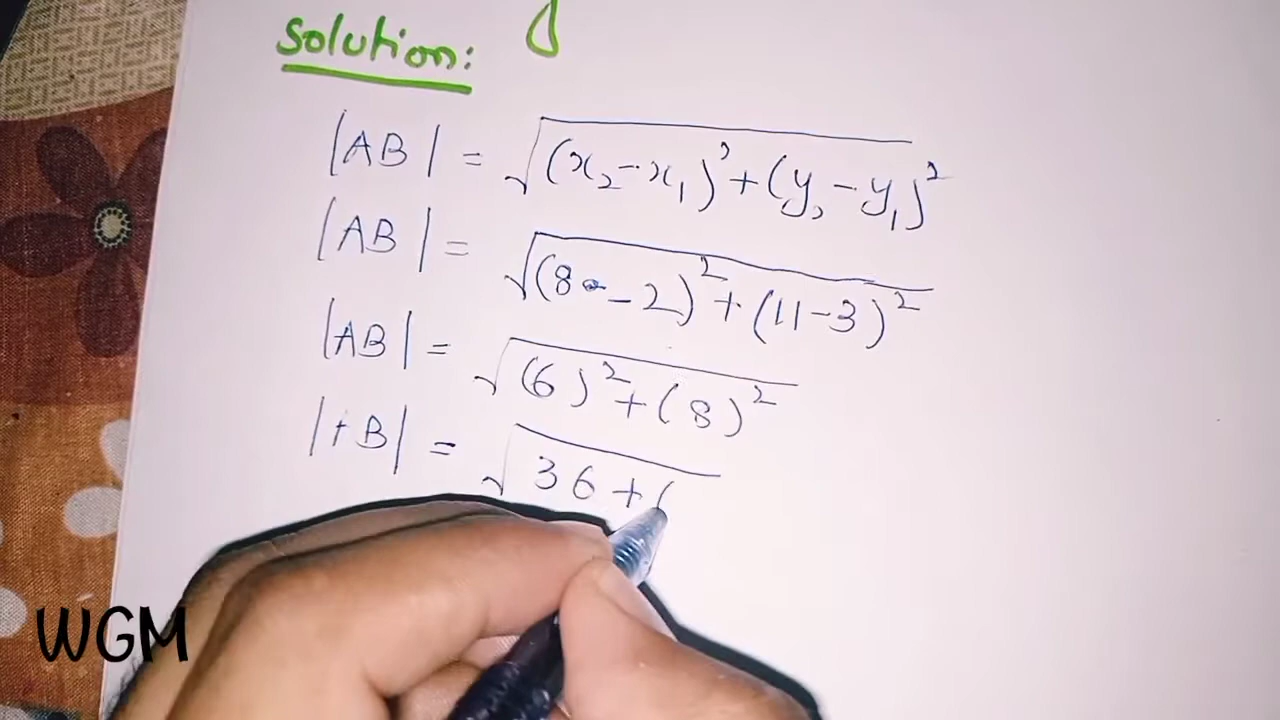 Solution:
|AB| = √(x₂-x₁)²+(y₂-y₁)²
|AB| = √(8-2)²+(11-3)²
|AB| = √(6)²+(8)²
|AB| = √36+6
WGM